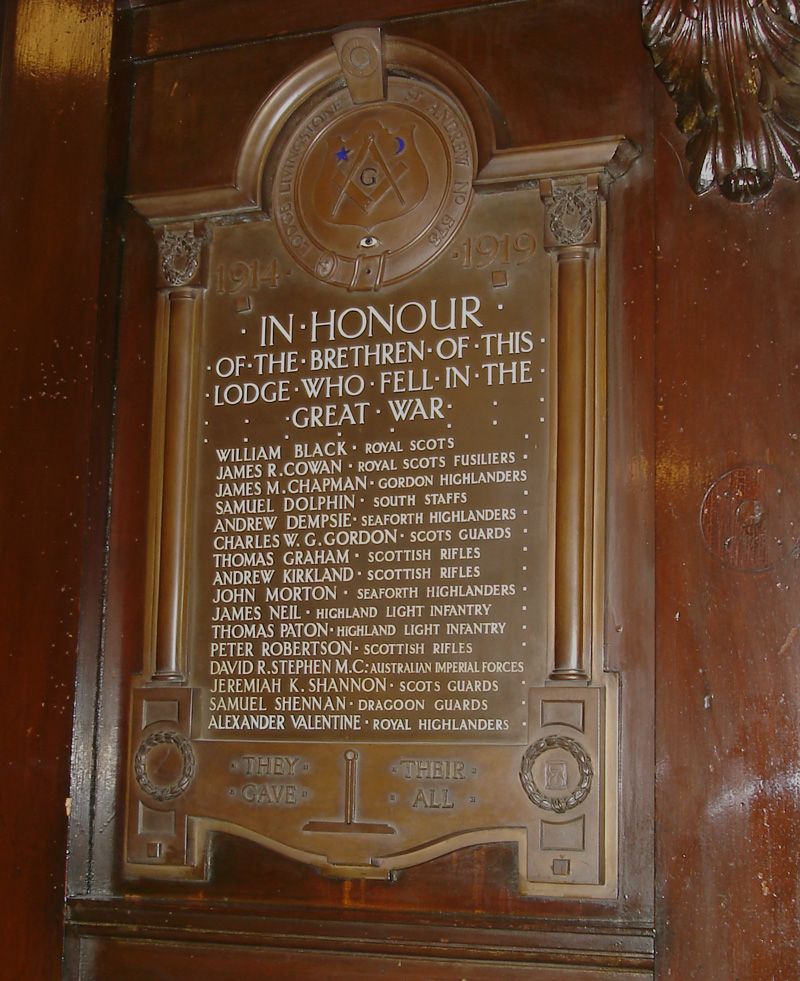 LODGE LIVINGSTONE ST ANDREW NO 573
G
1914 · 1919
· IN · HONOUR ·
· OF · THE · BRETHREN · OF · THIS ·
· LODGE · WHO · FELL · IN · THE ·
· GREAT · WAR ·
WILLIAM BLACK · ROYAL SCOTS
JAMES R. COWAN · ROYAL SCOTS FUSILIERS
JAMES M. CHAPMAN · GORDON HIGHLANDERS
SAMUEL DOLPHIN · SOUTH STAFFS
ANDREW DEMPSIE · SEAFORTH HIGHLANDERS
CHARLES W. G. GORDON · SCOTS GUARDS
THOMAS GRAHAM · SCOTTISH RIFLES
ANDREW KIRKLAND · SCOTTISH RIFLES
JOHN MORTON · SEAFORTH HIGHLANDERS
JAMES NEIL · HIGHLAND LIGHT INFANTRY
THOMAS PATON · HIGHLAND LIGHT INFANTRY
PETER ROBERTSON · SCOTTISH RIFLES
DAVID R. STEPHEN M.C. · AUSTRALIAN IMPERIAL FORCES
JEREMIAH K. SHANNON · SCOTS GUARDS
SAMUEL SHENNAN · DRAGOON GUARDS
ALEXANDER VALENTINE · ROYAL HIGHLANDERS
· THEY · · THEIR ·
· GAVE · · ALL ·